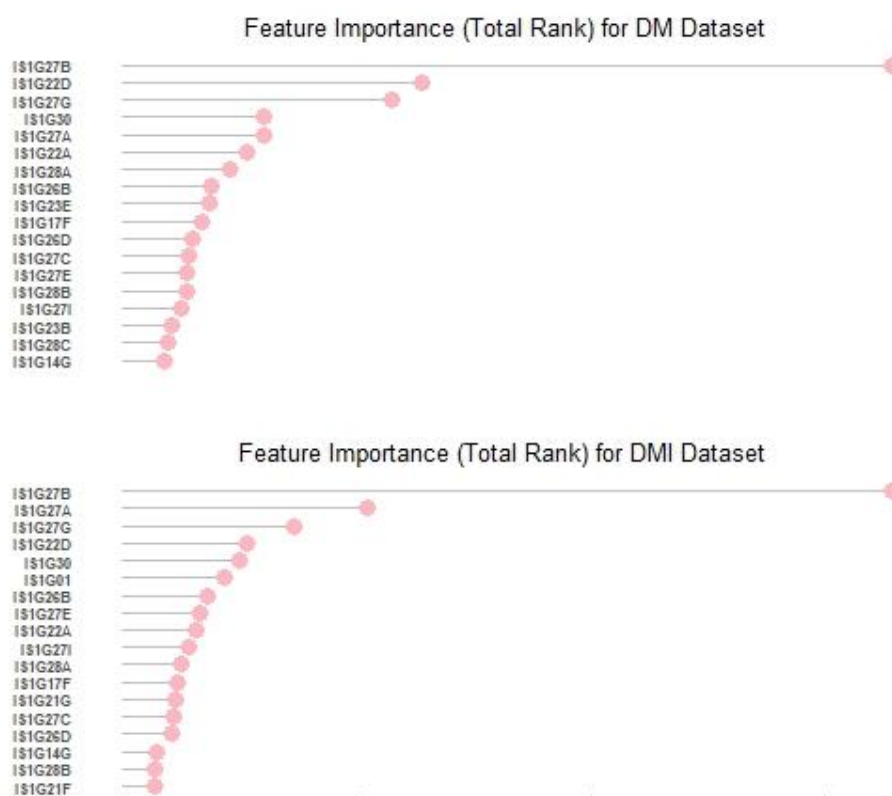 Feature Importance (Total Rank) for DM Dataset
IS1G27B
IS1G22D
IS1G27G
IS1G30
IS1G27A
IS1G22A
IS1G28A
IS1G26B
IS1G23E
IS1G17F
IS1G26D
IS1G27C
IS1G27E
IS1G28B
IS1G27I
IS1G23B
IS1G28C
IS1G14G
Feature Importance (Total Rank) for DMI Dataset
IS1G27B
IS1G27A
IS1G27G
IS1G22D
IS1G30
IS1G01
IS1G26B
IS1G27E
IS1G22A
IS1G27I
IS1G28A
IS1G17F
IS1G21G
IS1G27C
IS1G26D
IS1G14G
IS1G28B
IS1G21F